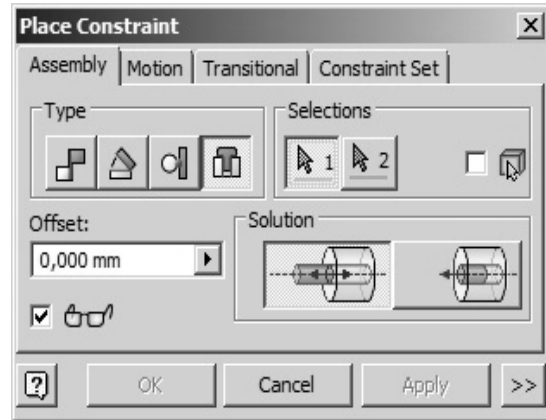 Place Constraint
Assembly Motion Transitional Constraint Set
Type
Selections
1 2
Offset:
0,000 mm
Solution
OK Cancel Apply >>